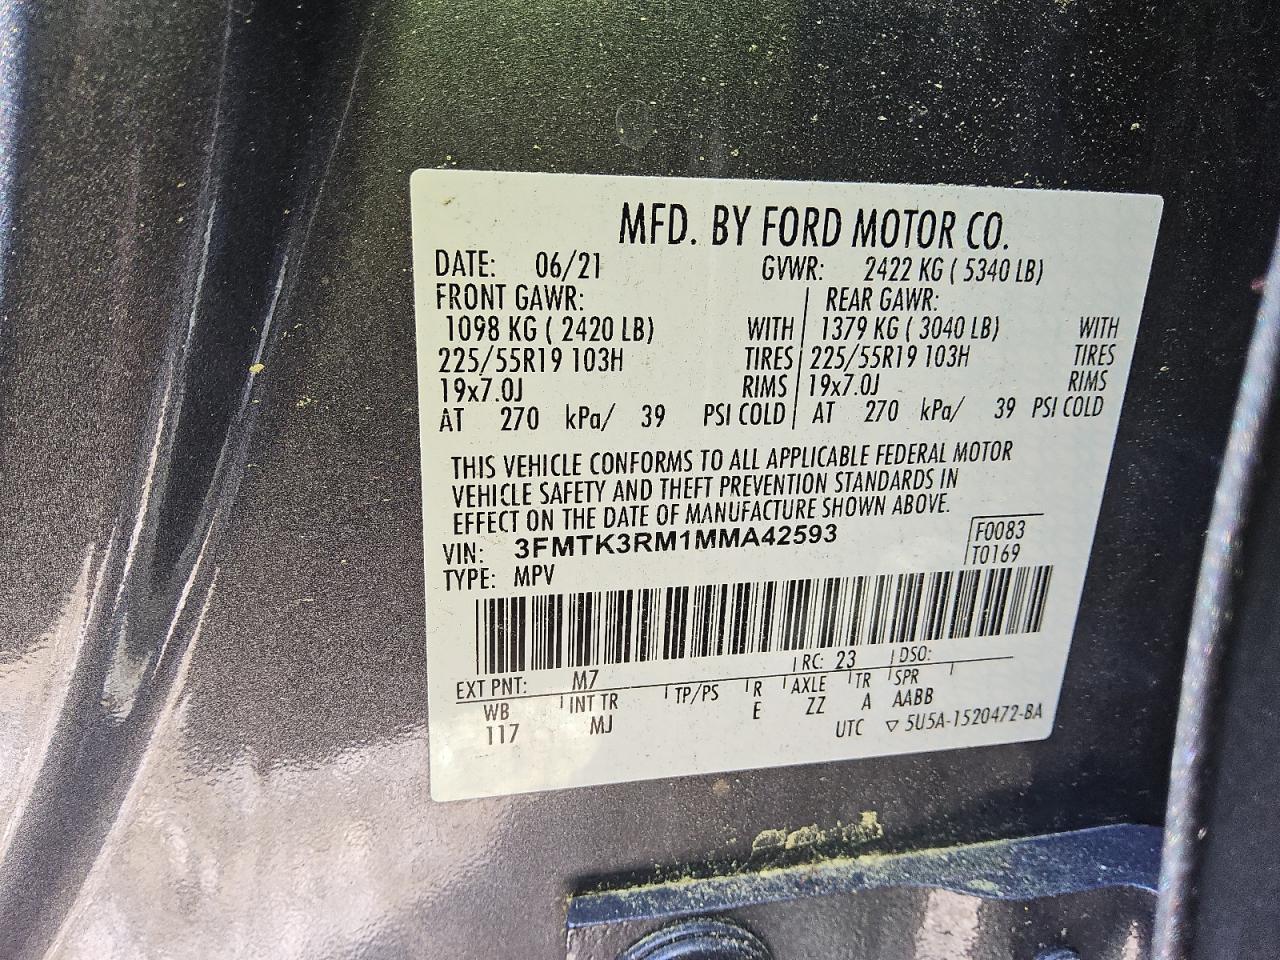 MFD. BY FORD MOTOR CO.
DATE: 06/21 GVWR: 2422 KG ( 5340 LB)
FRONT GAWR: REAR GAWR:
1098 KG ( 2420 LB) WITH 1379 KG ( 3040 LB) WITH
225/55R19 103H TIRES 225/55R19 103H TIRES
19x7.0J RIMS 19x7.0J RIMS
AT 270 kPa/ 39 PSI COLD AT 270 kPa/ 39 PSI COLD
THIS VEHICLE CONFORMS TO ALL APPLICABLE FEDERAL MOTOR
VEHICLE SAFETY AND THEFT PREVENTION STANDARDS IN
EFFECT ON THE DATE OF MANUFACTURE SHOWN ABOVE.
VIN: 3FMTK3RM1MMA42593 F0083
TYPE: MPV T0169
EXT PNT: M7 RC: 23 DSO:
WB INT TR TP/PS R AXLE TR SPR
117 MJ E ZZ A AABB
UTC ▽ 5U5A-1520472-BA